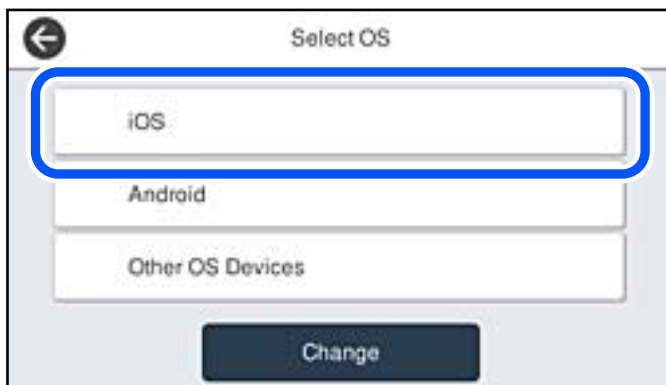 Select OS
iOS
Android
Other OS Devices
Change